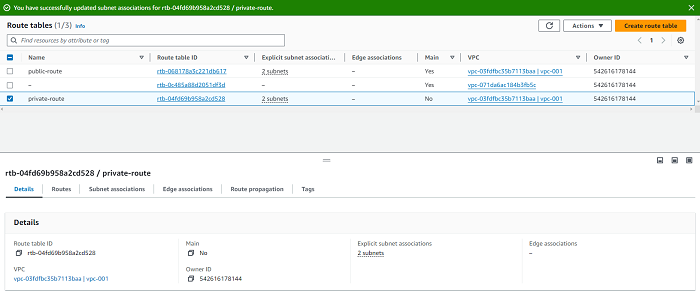 You have successfully updated subnet associations for rtb-04fd69b958a2cd528 / private-route.
Route tables (1/3) Info
Actions
Create route table
Find resources by attribute or tag
1
Name Route table ID Explicit subnet associati... Edge associations Main VPC Owner ID
public-route rtb-068178a5c221db617 2 subnets – Yes vpc-03fdfbc35b7113baa | vpc-001 542616178144
– rtb-0c485a88d2051df3d – – Yes vpc-071da6ac184b3fb5c 542616178144
private-route rtb-04fd69b958a2cd528 2 subnets – No vpc-03fdfbc35b7113baa | vpc-001 542616178144
rtb-04fd69b958a2cd528 / private-route
Details Routes Subnet associations Edge associations Route propagation Tags
Details
Route table ID Main Explicit subnet associations Edge associations
rtb-04fd69b958a2cd528 No 2 subnets –
VPC Owner ID
vpc-03fdfbc35b7113baa | vpc-001 542616178144